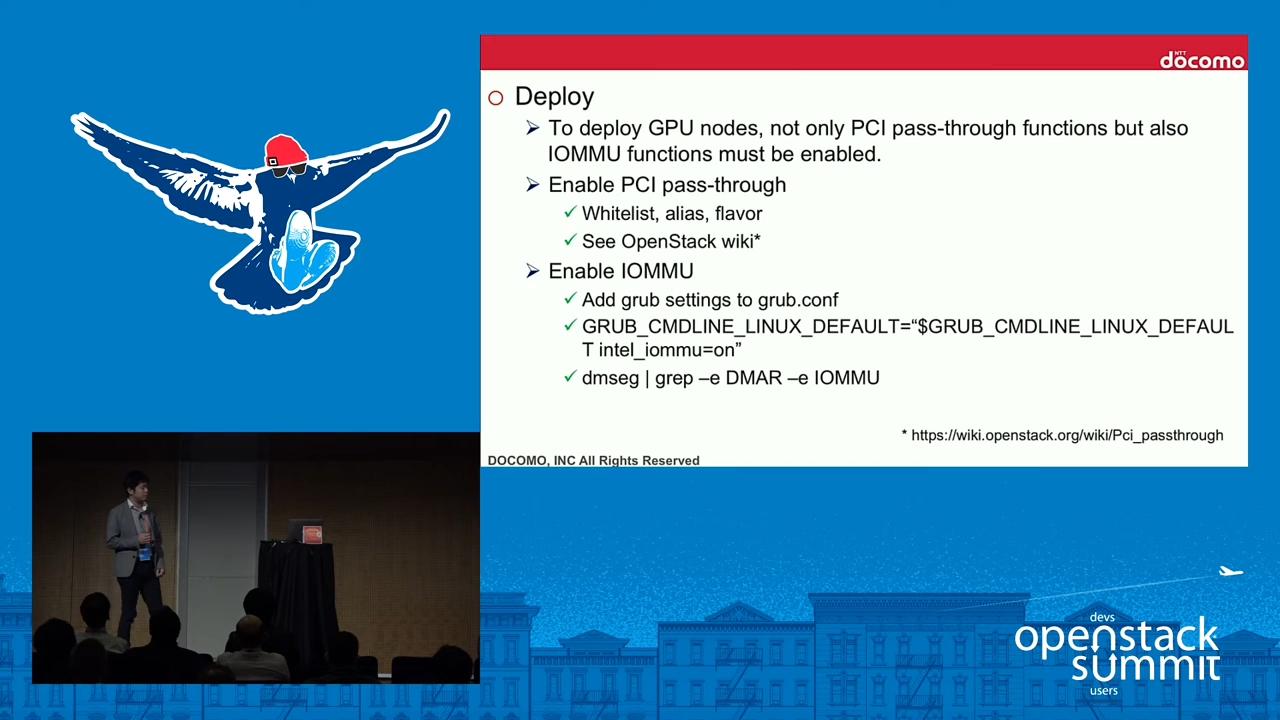 NTT
döcomo
Deploy
To deploy GPU nodes, not only PCI pass-through functions but also
IOMMU functions must be enabled.
Enable PCI pass-through
Whitelist, alias, flavor
See OpenStack wiki*
Enable IOMMU
Add grub settings to grub.conf
GRUB_CMDLINE_LINUX_DEFAULT=“$GRUB_CMDLINE_LINUX_DEFAUL
T intel_iommu=on”
dmseg | grep –e DMAR –e IOMMU
* https://wiki.openstack.org/wiki/Pci_passthrough
DOCOMO, INC All Rights Reserved
devs
openstack
summit
users